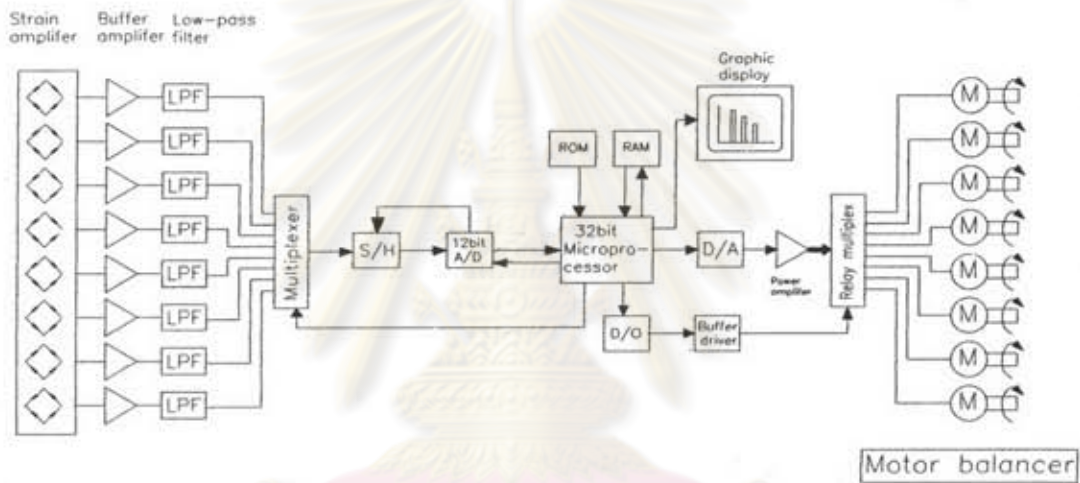 Strain
amplifer
Buffer
amplifer
Low-pass
filter
LPF
LPF
LPF
LPF
LPF
LPF
LPF
LPF
Multiplexer
S/H
12bit
A/D
ROM
RAM
32bit
Micropro-
cessor
Graphic
display
D/A
Power
amplifer
D/O
Buffer
driver
Relay multiplex
M
M
M
M
M
M
M
M
Motor balancer